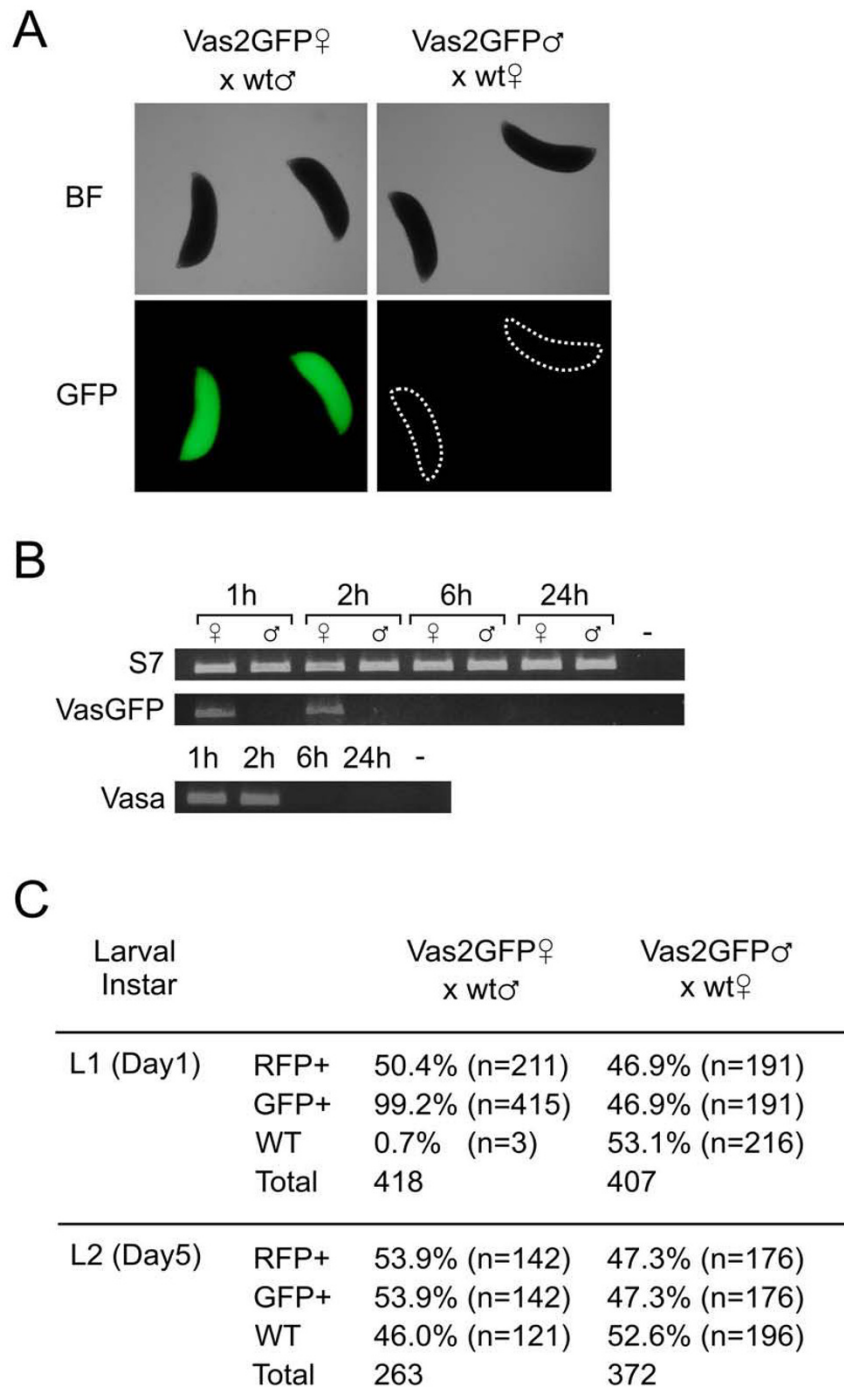 A
Vas2GFP♀
x wt♂
Vas2GFP♂
x wt♀
BF
GFP
B
1h 2h 6h 24h
♀ ♂ ♀ ♂ ♀ ♂ ♀ ♂ -
S7
VasGFP
1h 2h 6h 24h -
Vasa
C
Larval
Instar
Vas2GFP♀
x wt♂
Vas2GFP♂
x wt♀
L1 (Day1) RFP+ 50.4% (n=211) 46.9% (n=191)
GFP+ 99.2% (n=415) 46.9% (n=191)
WT 0.7% (n=3) 53.1% (n=216)
Total 418 407
L2 (Day5) RFP+ 53.9% (n=142) 47.3% (n=176)
GFP+ 53.9% (n=142) 47.3% (n=176)
WT 46.0% (n=121) 52.6% (n=196)
Total 263 372